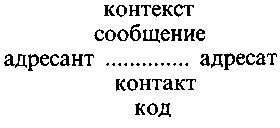 контекст
сообщение
адресант .............. адресат
контакт
код